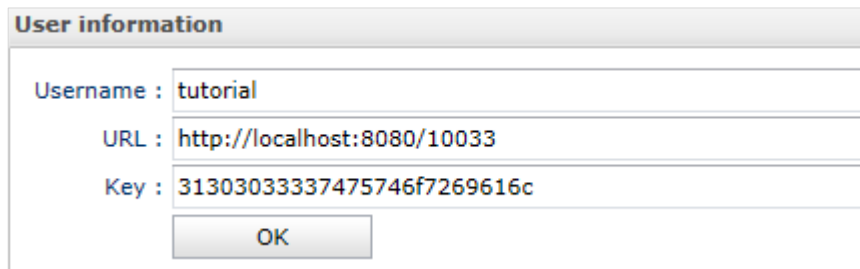 User information
Username : tutorial
URL : http://localhost:8080/10033
Key : 31303033337475746f7269616c
OK